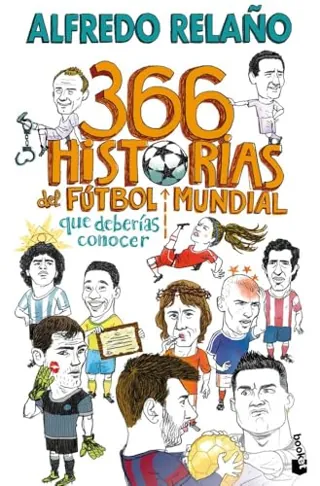 ALFREDO RELAÑO
366
HISTORIAS
del FÚTBOL MUNDIAL
que deberías
conocer
booket